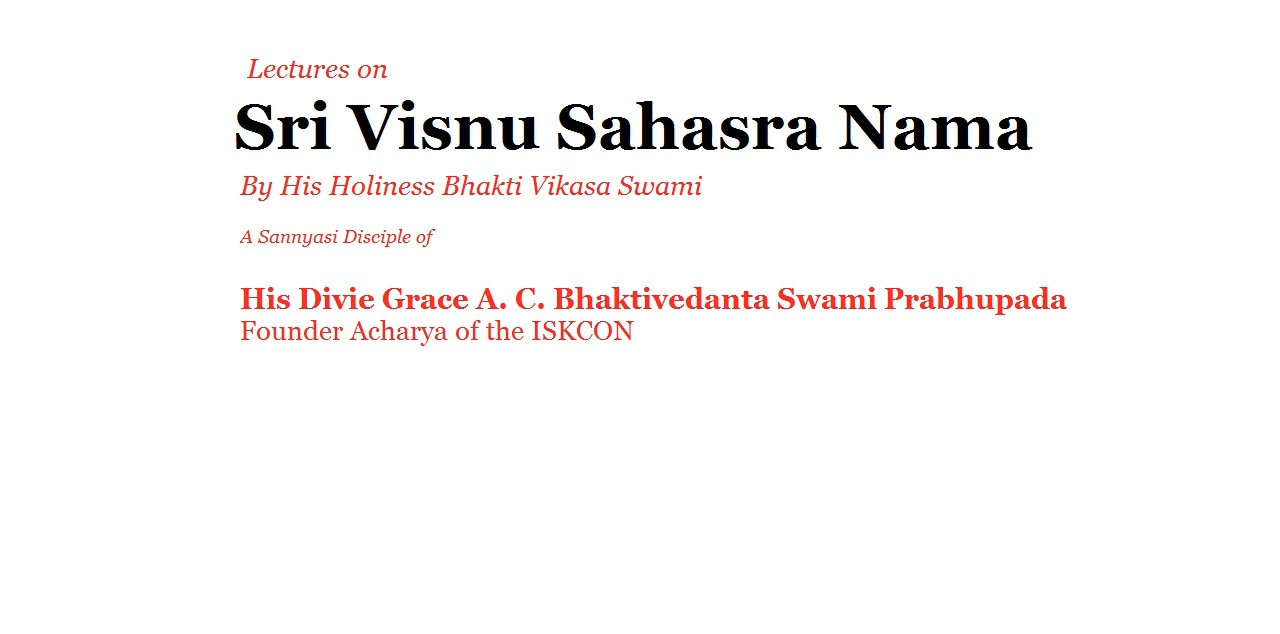 Lectures on
Sri Visnu Sahasra Nama
By His Holiness Bhakti Vikasa Swami
A Sannyasi Disciple of
His Divie Grace A. C. Bhaktivedanta Swami Prabhupada
Founder Acharya of the ISKCON